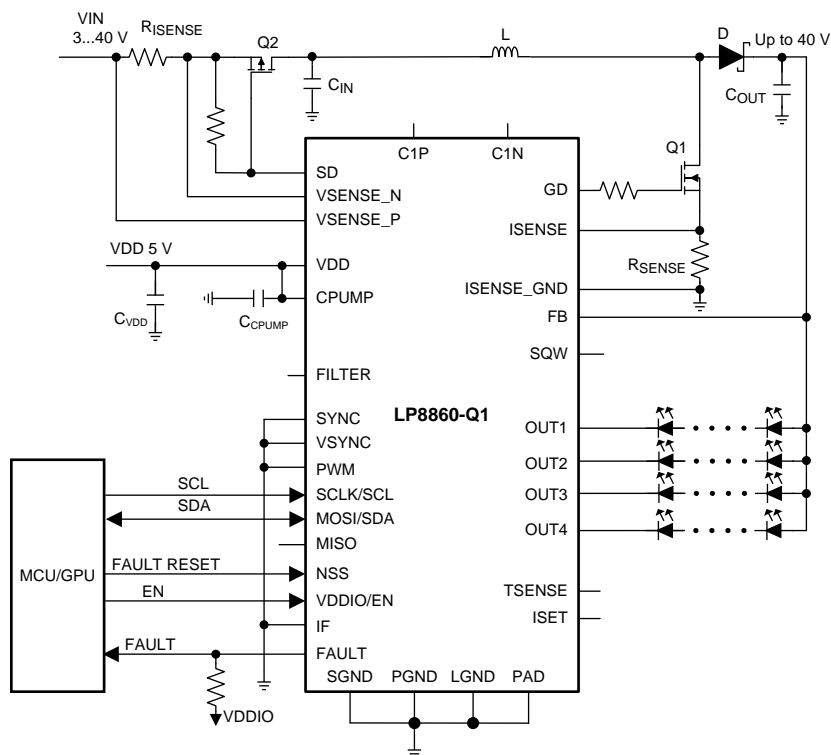 VIN
3...40 V
RISENSE
Q2
CIN
L
D
Up to 40 V
COUT
C1P
C1N
Q1
SD
VSENSE_N
VSENSE_P
GD
ISENSE
RSENSE
VDD 5 V
VDD
CPUMP
CVDD
CCPUMP
ISENSE_GND
FB
SQW
FILTER
LP8860-Q1
SYNC
VSYNC
PWM
SCLK/SCL
MOSI/SDA
MISO
NSS
VDDIO/EN
IF
FAULT
OUT1
OUT2
OUT3
OUT4
TSENSE
ISET
MCU/GPU
SCL
SDA
FAULT RESET
EN
FAULT
VDDIO
SGND
PGND
LGND
PAD